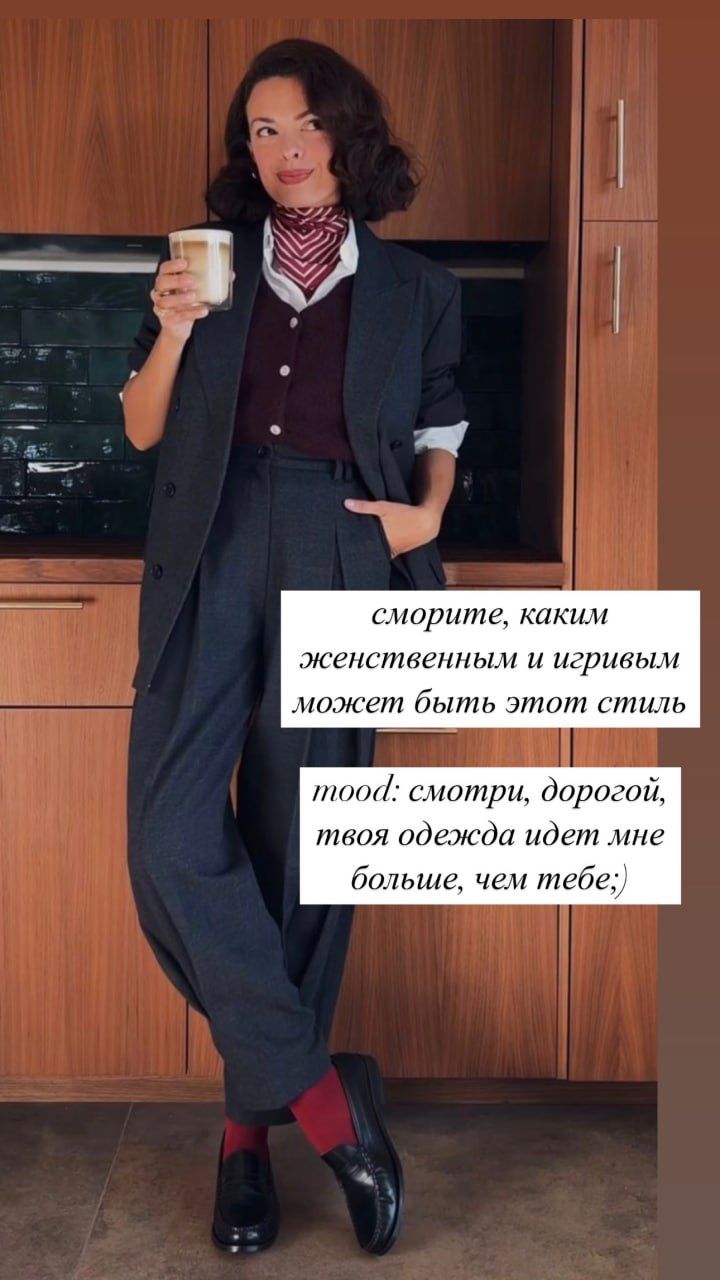 сморите, каким
женственным и игривым
может быть этот стиль
mood: смотри, дорогой,
твоя одежда идет мне
больше, чем тебе;)